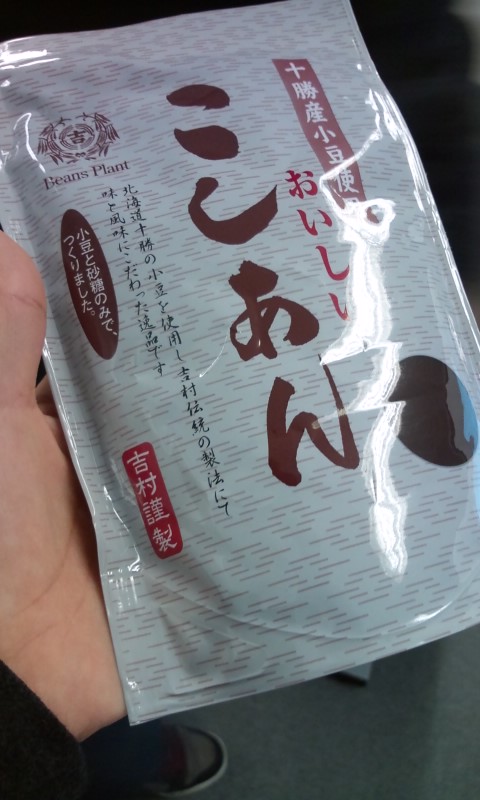 十勝産小豆使用
おいしい
こしあん
吉
Beans Plant
北海道十勝の小豆を使用し吉村伝統の製法にて
味と風味にこだわった逸品です
小豆と砂糖のみで、
つくりました。
吉村謹製